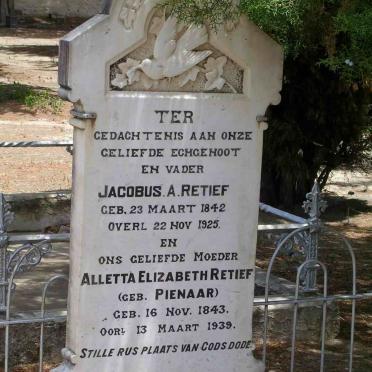 TER
GEDACHTENIS AAN ONZE
GELIEFDE ECHGENOOT
EN VADER
JACOBUS. A. RETIEF
GEB. 23 MAART 1842
OVERL 22 NOV 1925.
EN
ONS GELIEFDE MOEDER
ALLETTA ELIZABETH RETIEF
(GEB. PIENAAR)
GEB. 16 NOV. 1843.
OORL 13 MAART 1939.
STILLE RUS PLAATS VAN GODS DODE.